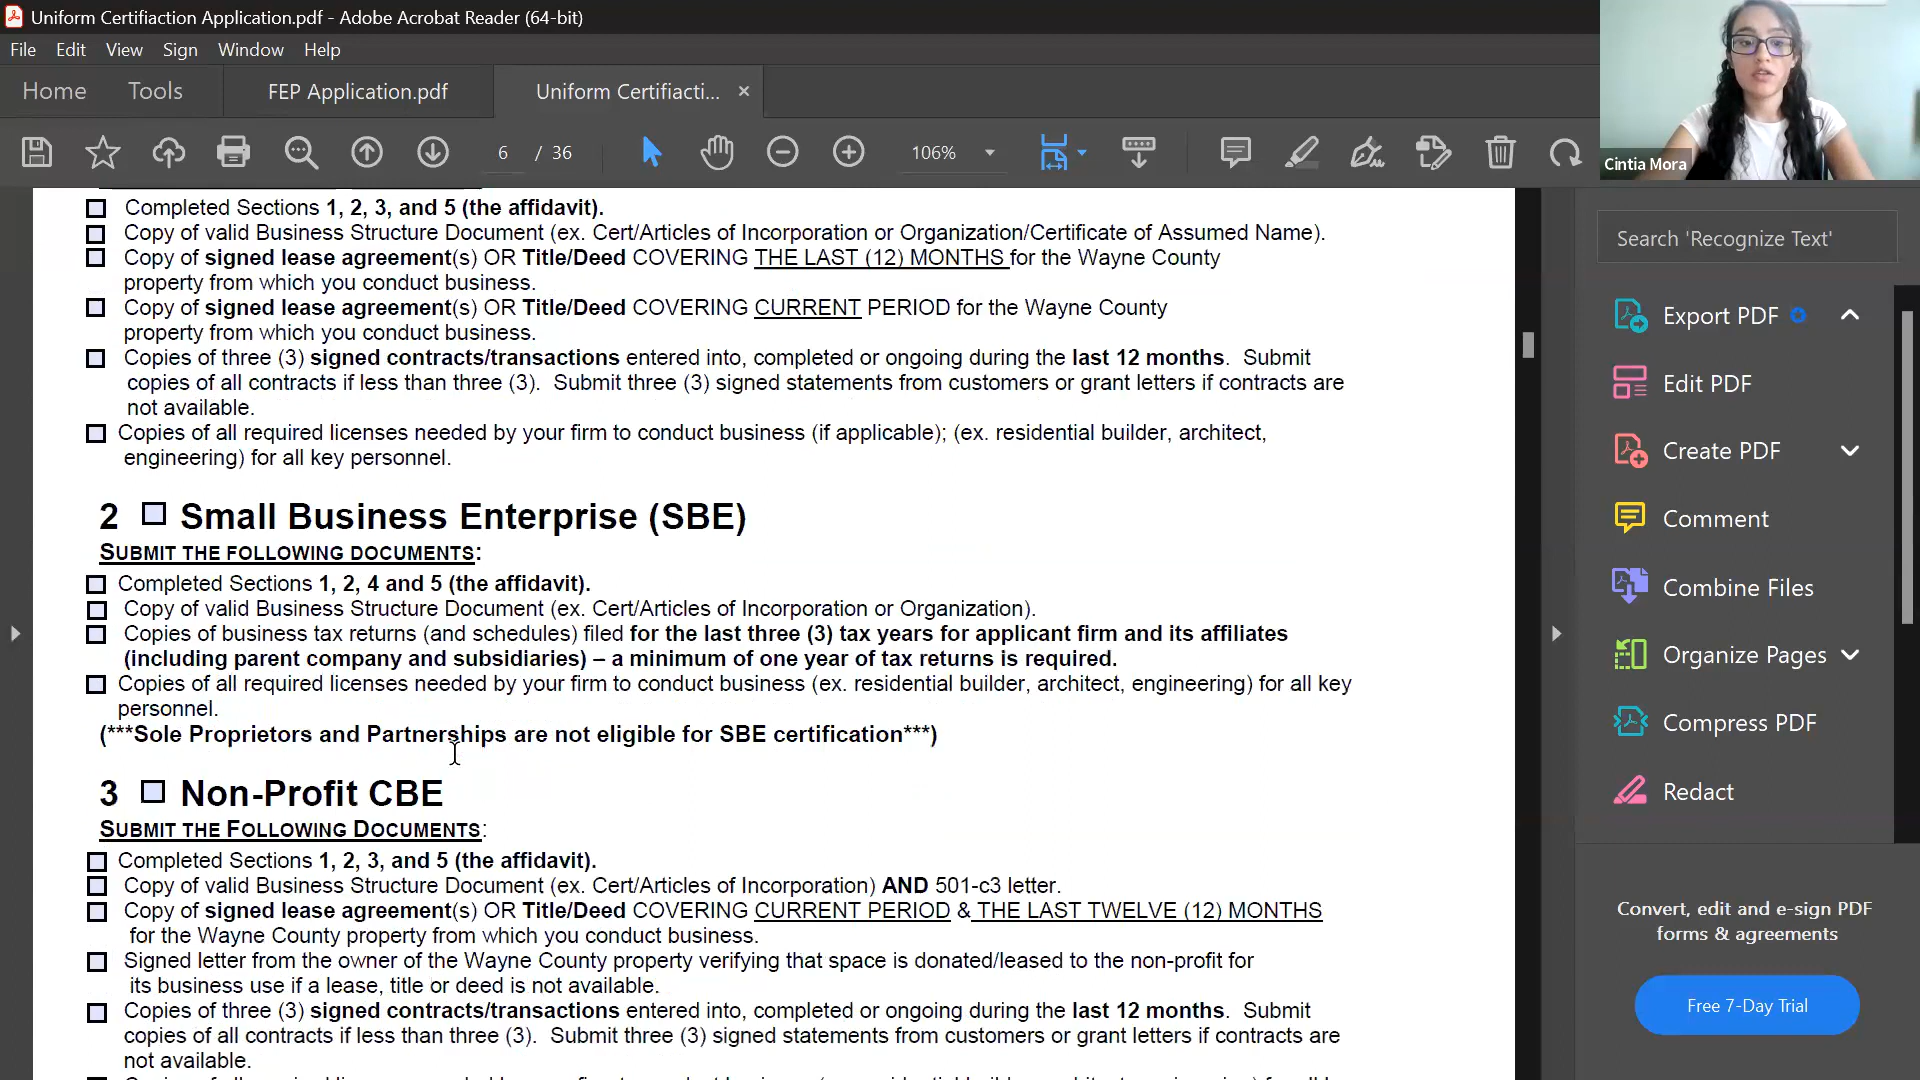 Uniform Certifiaction Application.pdf - Adobe Acrobat Reader (64-bit)
File Edit View Sign Window Help
Home Tools FEP Application.pdf Uniform Certifiacti... ×
6 / 36 106%
Cintia Mora
Completed Sections 1, 2, 3, and 5 (the affidavit).
Copy of valid Business Structure Document (ex. Cert/Articles of Incorporation or Organization/Certificate of Assumed Name).
Copy of signed lease agreement(s) OR Title/Deed COVERING THE LAST (12) MONTHS for the Wayne County
property from which you conduct business.
Copy of signed lease agreement(s) OR Title/Deed COVERING CURRENT PERIOD for the Wayne County
property from which you conduct business.
Copies of three (3) signed contracts/transactions entered into, completed or ongoing during the last 12 months. Submit
copies of all contracts if less than three (3). Submit three (3) signed statements from customers or grant letters if contracts are
not available.
Copies of all required licenses needed by your firm to conduct business (if applicable); (ex. residential builder, architect,
engineering) for all key personnel.
2 Small Business Enterprise (SBE)
SUBMIT THE FOLLOWING DOCUMENTS:
Completed Sections 1, 2, 4 and 5 (the affidavit).
Copy of valid Business Structure Document (ex. Cert/Articles of Incorporation or Organization).
Copies of business tax returns (and schedules) filed for the last three (3) tax years for applicant firm and its affiliates
(including parent company and subsidiaries) – a minimum of one year of tax returns is required.
Copies of all required licenses needed by your firm to conduct business (ex. residential builder, architect, engineering) for all key
personnel.
(***Sole Proprietors and Partnerships are not eligible for SBE certification***)
3 Non-Profit CBE
SUBMIT THE FOLLOWING DOCUMENTS:
Completed Sections 1, 2, 3, and 5 (the affidavit).
Copy of valid Business Structure Document (ex. Cert/Articles of Incorporation) AND 501-c3 letter.
Copy of signed lease agreement(s) OR Title/Deed COVERING CURRENT PERIOD & THE LAST TWELVE (12) MONTHS
for the Wayne County property from which you conduct business.
Signed letter from the owner of the Wayne County property verifying that space is donated/leased to the non-profit for
its business use if a lease, title or deed is not available.
Copies of three (3) signed contracts/transactions entered into, completed or ongoing during the last 12 months. Submit
copies of all contracts if less than three (3). Submit three (3) signed statements from customers or grant letters if contracts are
not available.
Search 'Recognize Text'
Export PDF
Edit PDF
Create PDF
Comment
Combine Files
Organize Pages
Compress PDF
Redact
Convert, edit and e-sign PDF
forms & agreements
Free 7-Day Trial